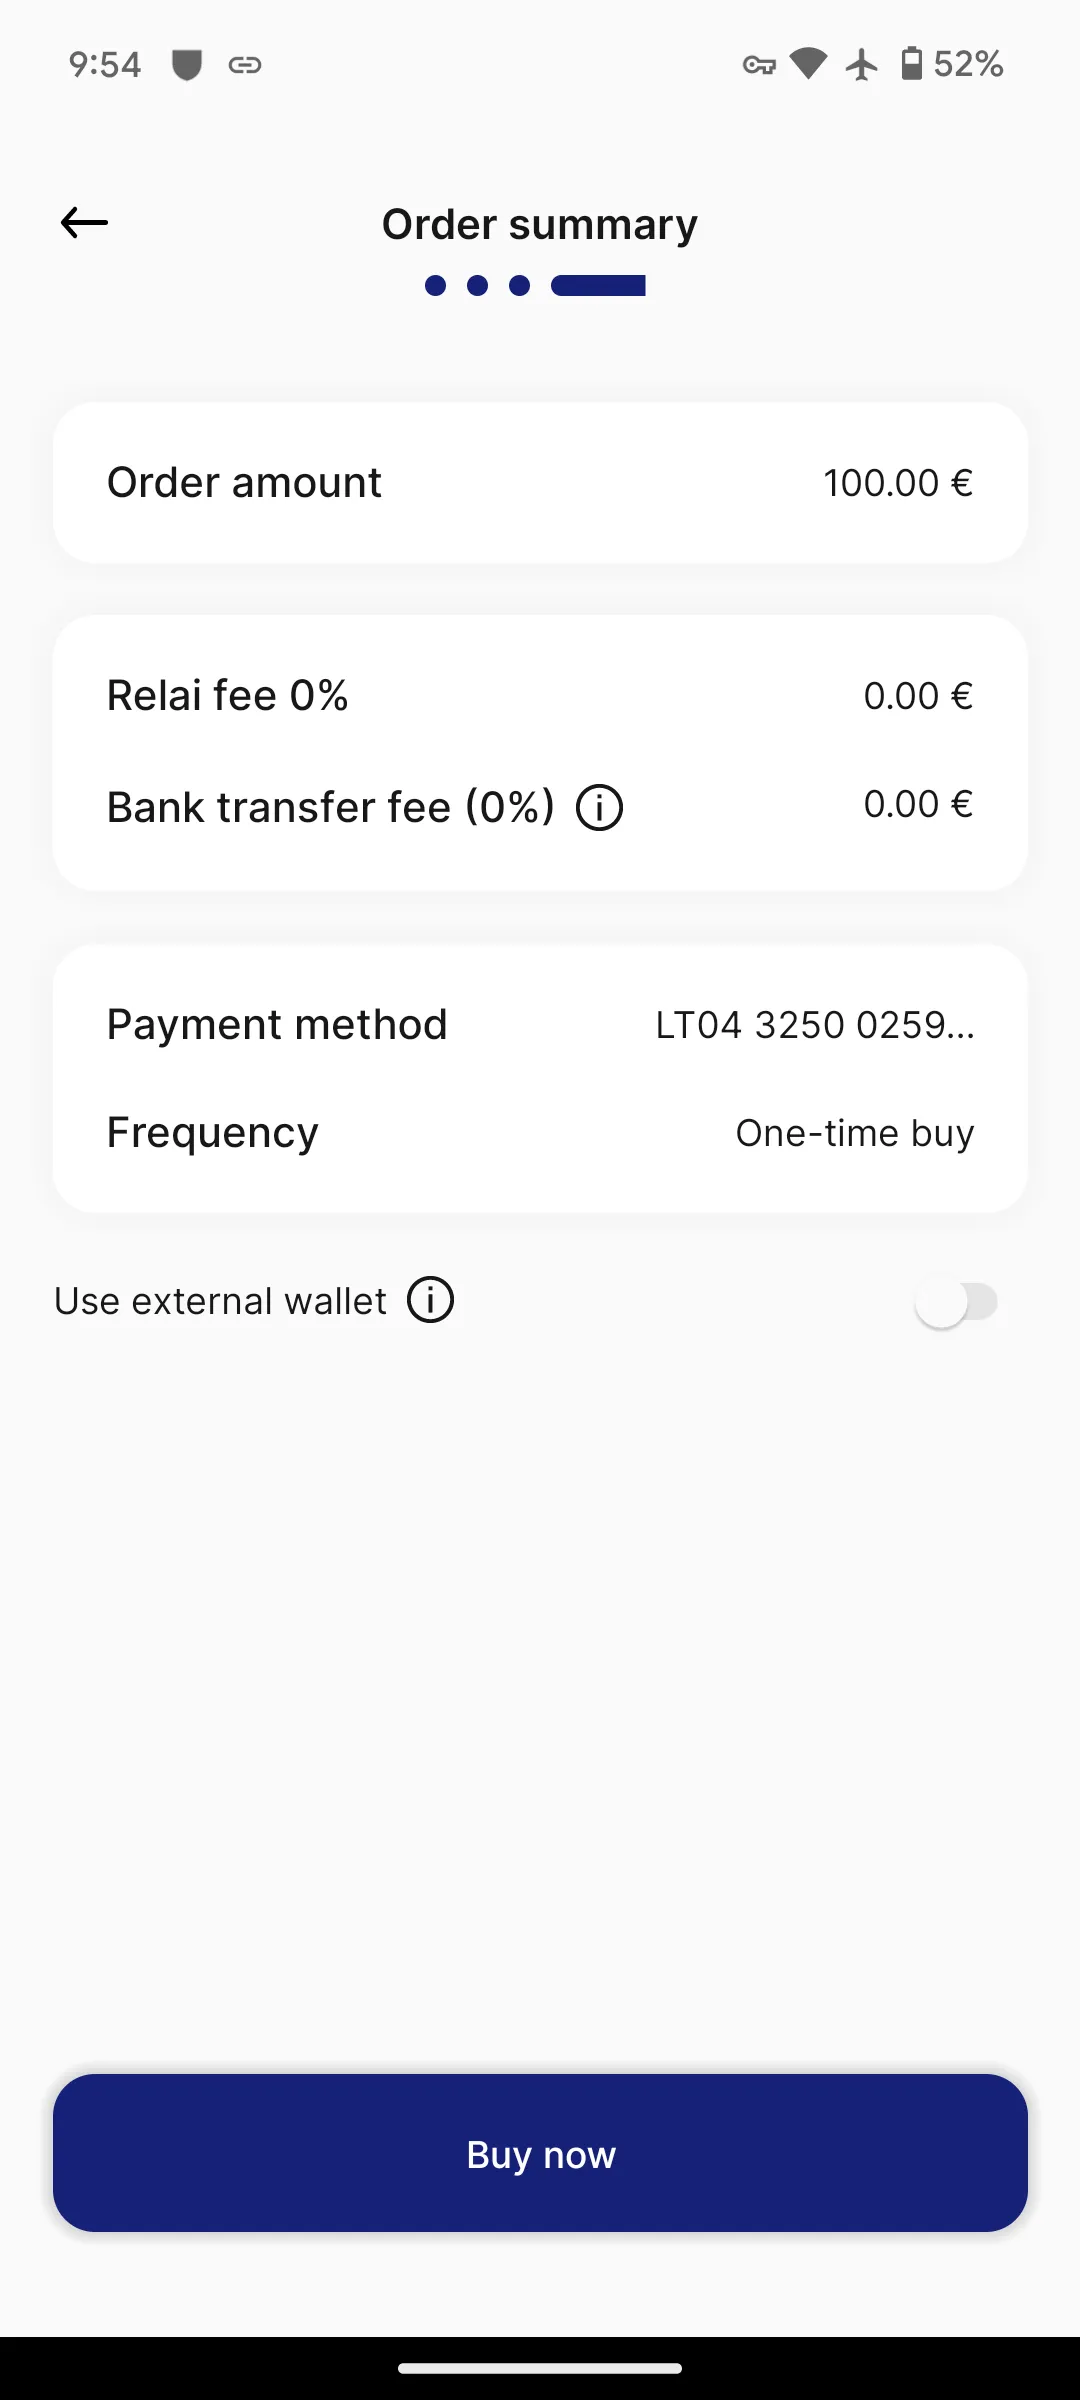 9:54 52%
Order summary
Order amount 100.00 €
Relai fee 0% 0.00 €
Bank transfer fee (0%) 0.00 €
Payment method LT04 3250 0259...
Frequency One-time buy
Use external wallet
Buy now